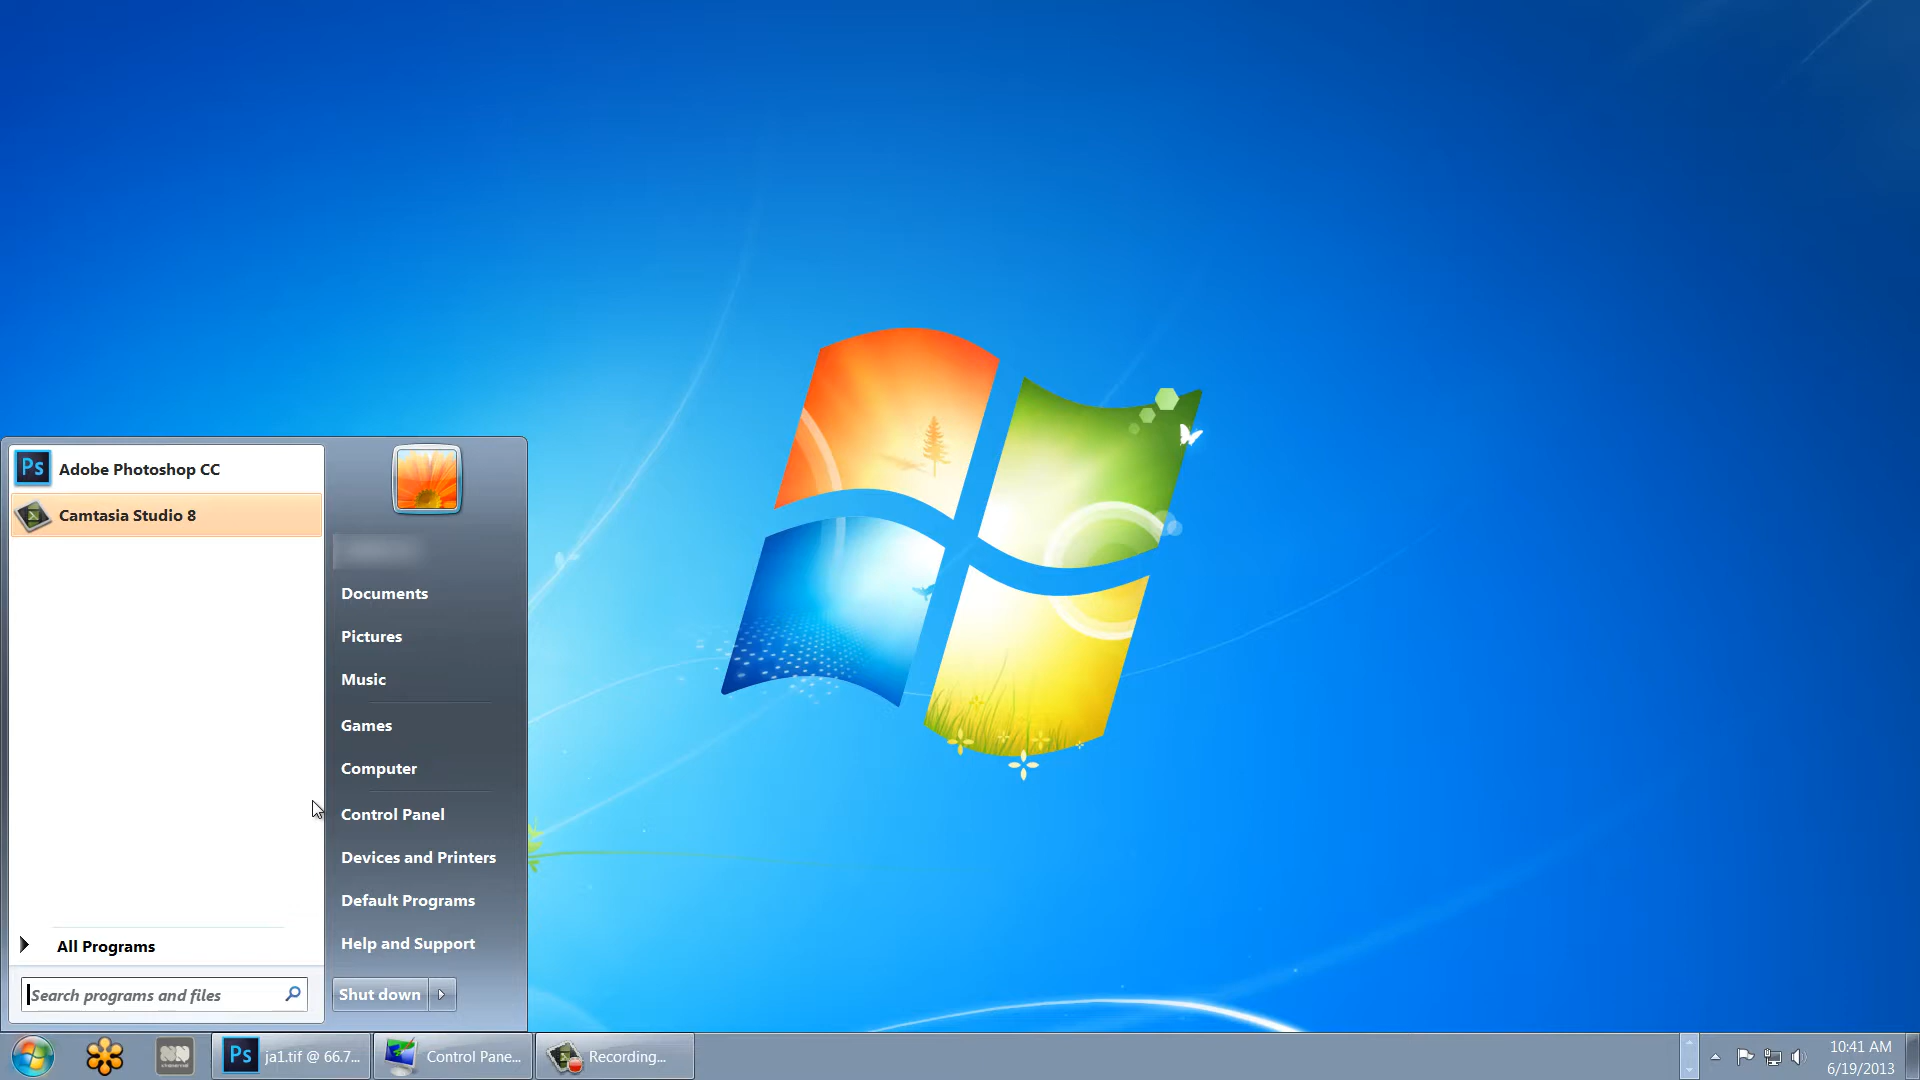 Ps Adobe Photoshop CC
Camtasia Studio 8
Documents
Pictures
Music
Games
Computer
Control Panel
Devices and Printers
Default Programs
Help and Support
All Programs
Search programs and files
Shut down
Ps ja1.tif @ 66.7...
Control Pane...
Recording...
10:41 AM
6/19/2013